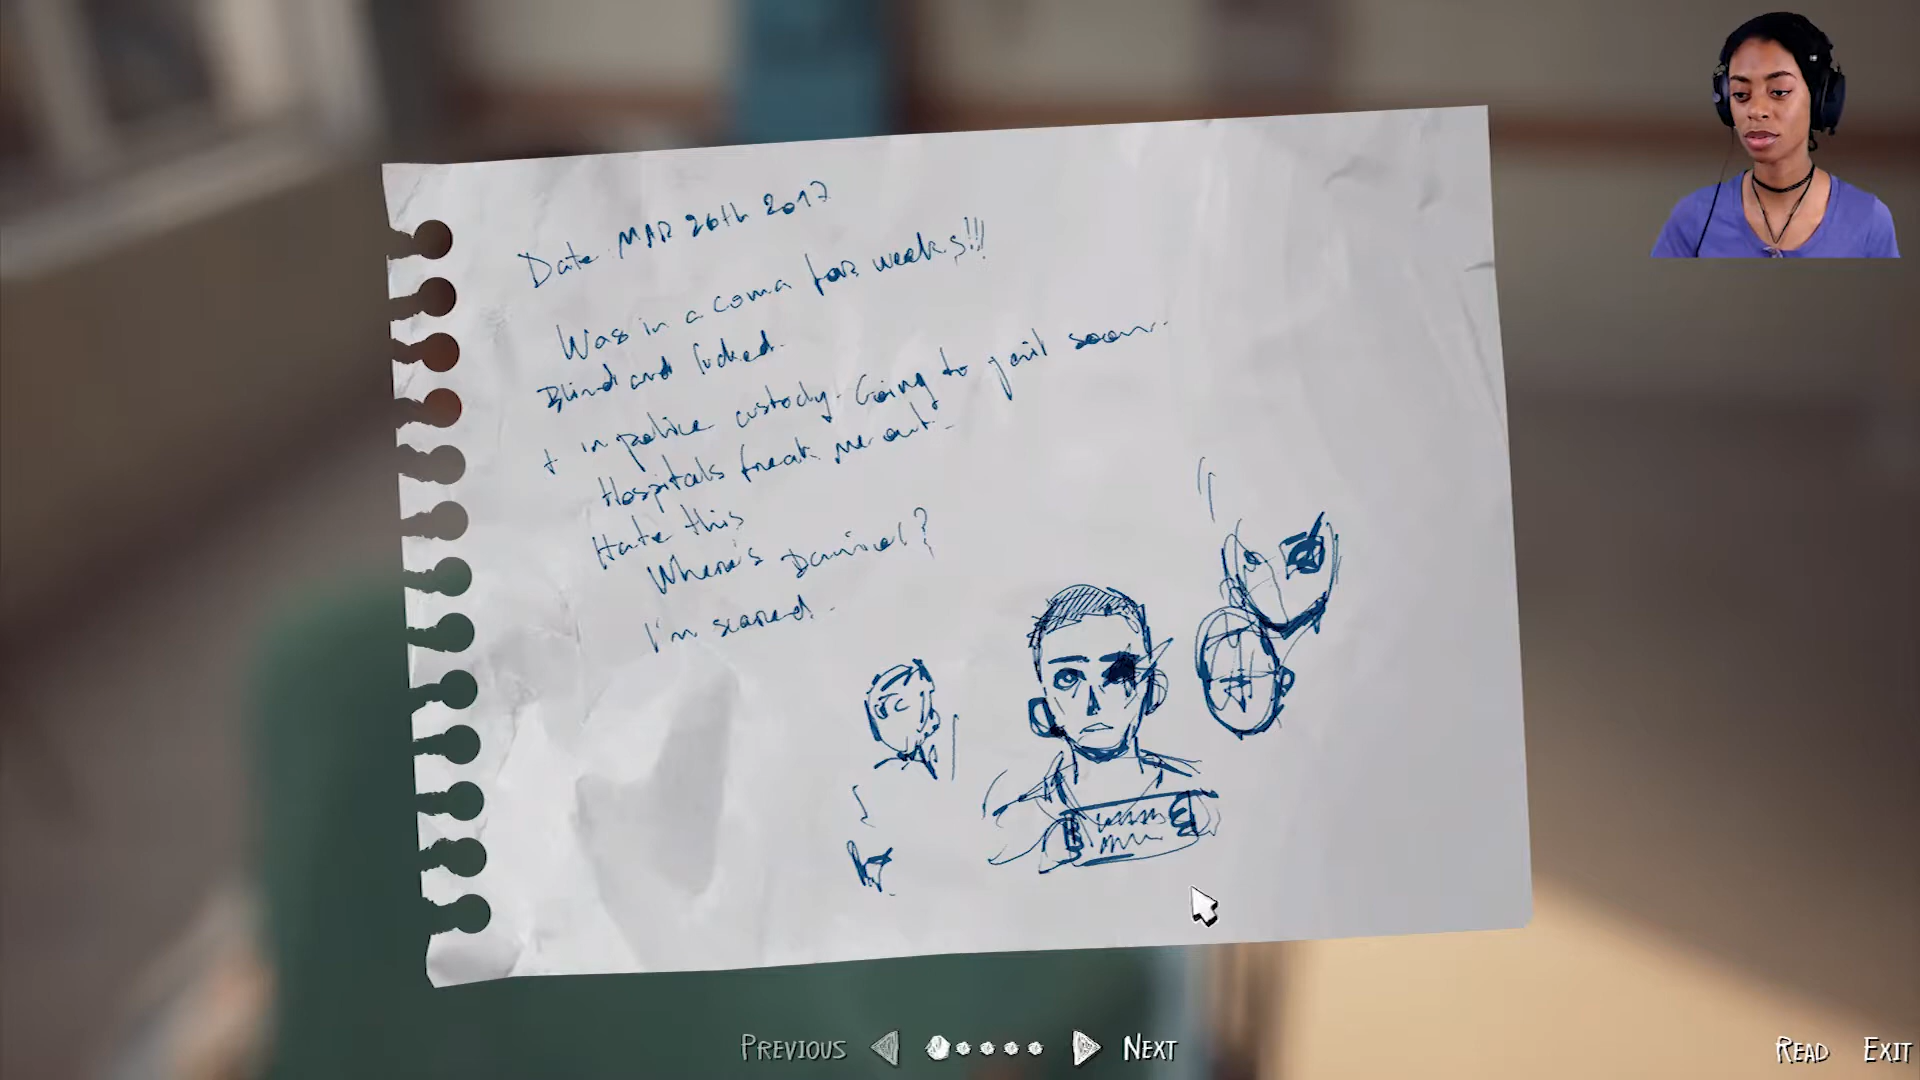 Date MAR 26th 2017
Was in a coma for weeks!!!
Blind and fucked.
+ in police custody. Going to jail soon.
Hospitals freak me out.
Hate this
Where's Daniel?
I'm scared.
PREVIOUS NEXT
READ EXIT